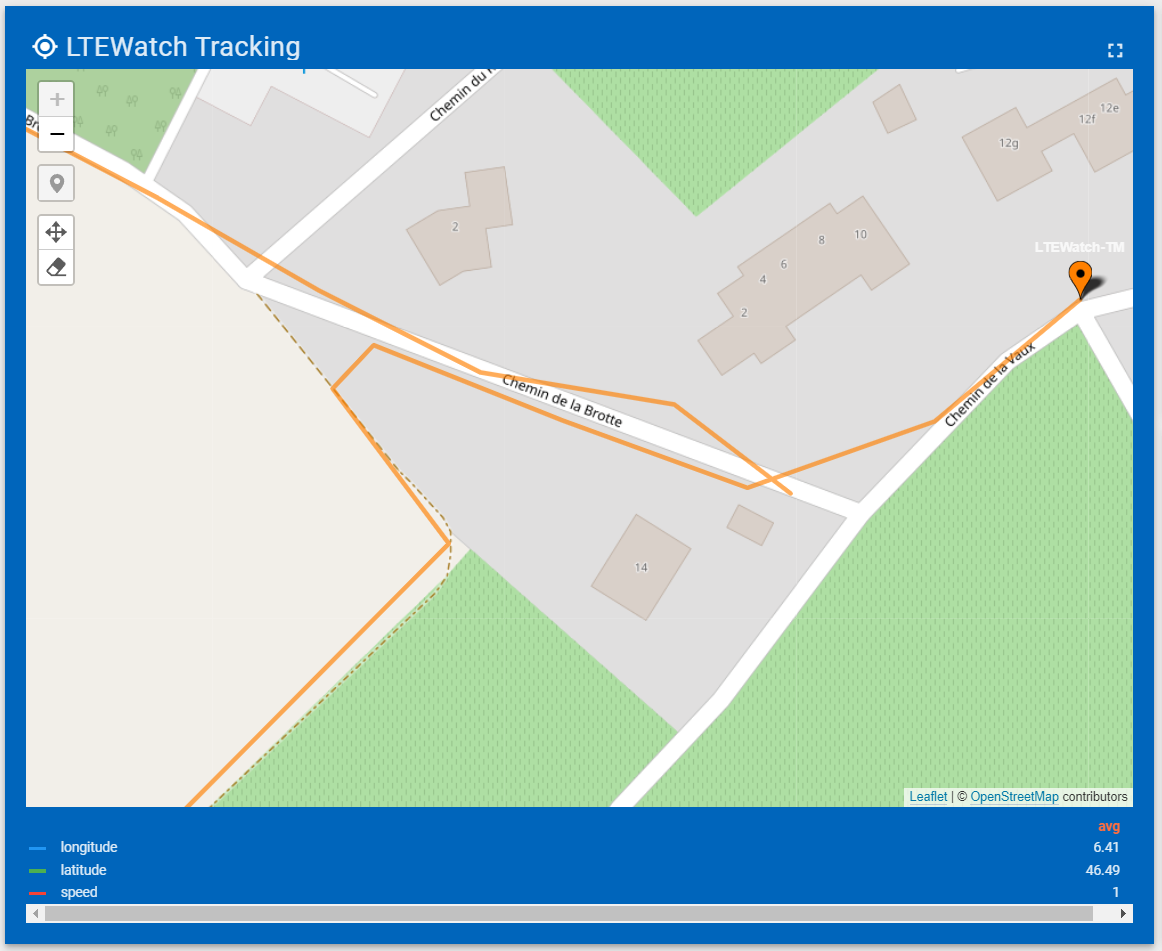 LTEWatch Tracking
Br
Chemin du
12e
12f
12g
2
8
10
6
4
2
LTEWatch-TM
+
−
Chemin de la Vaux
Chemin de la Brotte
14
Leaflet | © OpenStreetMap contributors
avg
longitude 6.41
latitude 46.49
speed 1